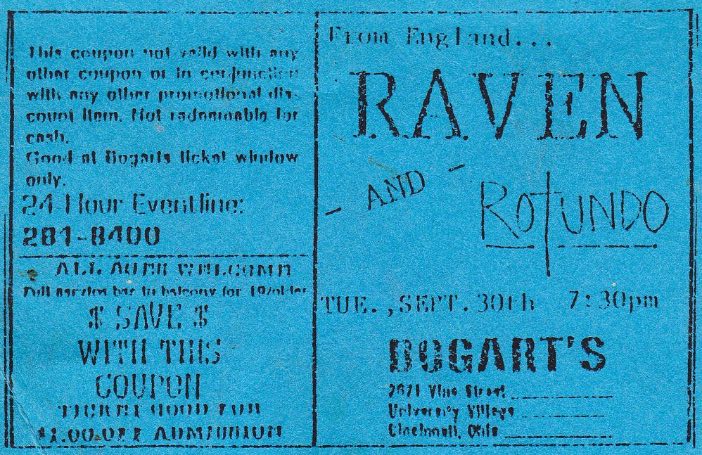 This coupon not valid with any
other coupon or in conjunction
with any other promotional dis-
count item. Not redeemable for
cash.
Good at Bogarts ticket window
only.
24 Hour Eventline:
281-8400
ALL AGES WELCOME
Full service bar in balcony for 19/older
$ SAVE $
WITH THIS
COUPON
TICKET GOOD FOR
$1.00 OFF ADMISSION
From England...
RAVEN
- AND -
ROTUNDO
TUE.,SEPT.30th 7:30pm
BOGART'S
2621 Vine Street
University Village
Cincinnati, Ohio